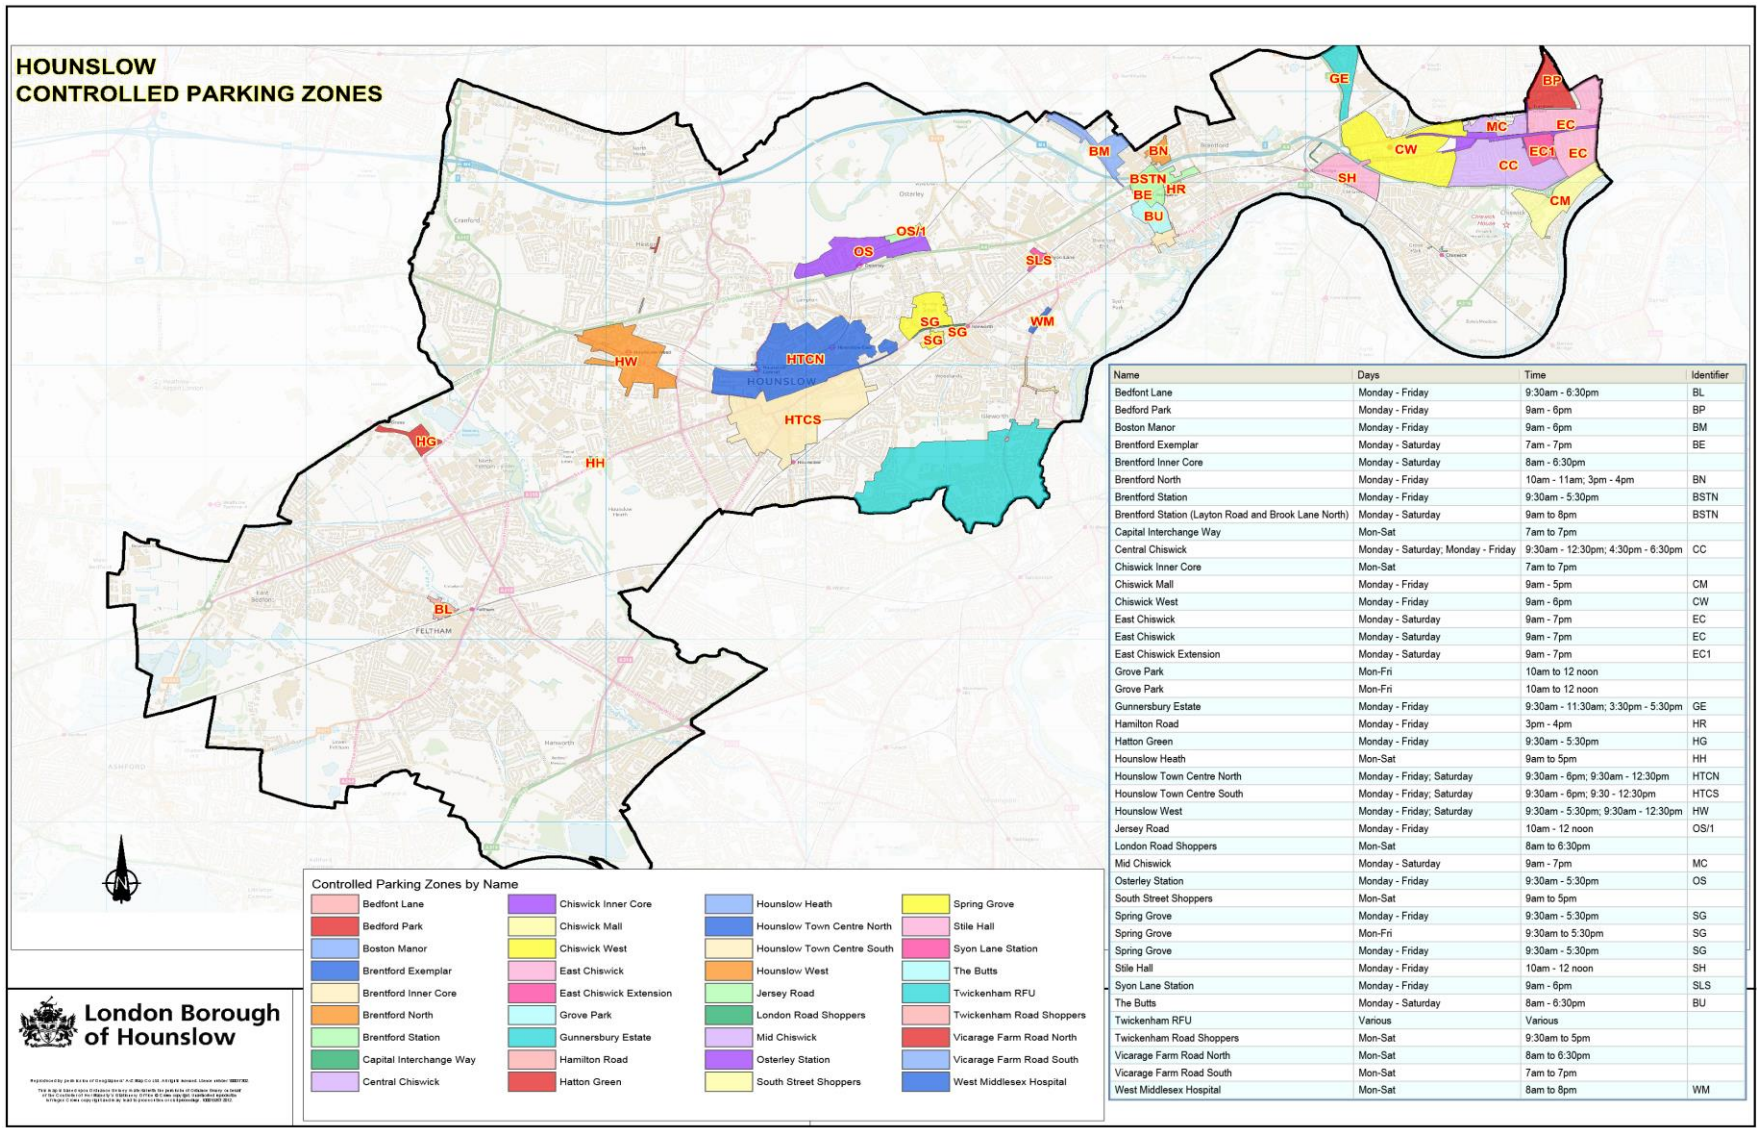 HOUNSLOW
CONTROLLED PARKING ZONES
GE
BP
MC
EC
CW
EC1
EC
CC
SH
CM
BM
BN
BSTN
BE
HR
BU
OS/1
OS
SLS
SG
SG
SG
WM
HW
HTCN
HOUNSLOW
HTCS
HG
HH
BL
FELTHAM
ASHFORD
Cranford
Osterley
Brentford
Chiswick
Hanworth
N
Name Days Time Identifier
Bedfont Lane Monday - Friday 9:30am - 6:30pm BL
Bedford Park Monday - Friday 9am - 6pm BP
Boston Manor Monday - Friday 9am - 6pm BM
Brentford Exemplar Monday - Saturday 7am - 7pm BE
Brentford Inner Core Monday - Saturday 8am - 6:30pm
Brentford North Monday - Friday 10am - 11am; 3pm - 4pm BN
Brentford Station Monday - Friday 9:30am - 5:30pm BSTN
Brentford Station (Layton Road and Brook Lane North) Monday - Saturday 9am to 8pm BSTN
Capital Interchange Way Mon-Sat 7am to 7pm
Central Chiswick Monday - Saturday; Monday - Friday 9:30am - 12:30pm; 4:30pm - 6:30pm CC
Chiswick Inner Core Mon-Sat 7am to 7pm
Chiswick Mall Monday - Friday 9am - 5pm CM
Chiswick West Monday - Friday 9am - 6pm CW
East Chiswick Monday - Saturday 9am - 7pm EC
East Chiswick Monday - Saturday 9am - 7pm EC
East Chiswick Extension Monday - Saturday 9am - 7pm EC1
Grove Park Mon-Fri 10am to 12 noon
Grove Park Mon-Fri 10am to 12 noon
Gunnersbury Estate Monday - Friday 9:30am - 11:30am; 3:30pm - 5:30pm GE
Hamilton Road Monday - Friday 3pm - 4pm HR
Hatton Green Monday - Friday 9:30am - 5:30pm HG
Hounslow Heath Mon-Sat 9am to 5pm HH
Hounslow Town Centre North Monday - Friday; Saturday 9:30am - 6pm; 9:30am - 12:30pm HTCN
Hounslow Town Centre South Monday - Friday; Saturday 9:30am - 6pm; 9:30 - 12:30pm HTCS
Hounslow West Monday - Friday; Saturday 9:30am - 5:30pm; 9:30am - 12:30pm HW
Jersey Road Monday - Friday 10am - 12 noon OS/1
London Road Shoppers Mon-Sat 8am to 6:30pm
Mid Chiswick Monday - Saturday 9am - 7pm MC
Osterley Station Monday - Friday 9:30am - 5:30pm OS
South Street Shoppers Mon-Sat 9am to 5pm
Spring Grove Monday - Friday 9:30am - 5:30pm SG
Spring Grove Mon-Fri 9:30am to 5:30pm SG
Spring Grove Monday - Friday 9:30am - 5:30pm SG
Stile Hall Monday - Friday 10am - 12 noon SH
Syon Lane Station Monday - Friday 9am - 6pm SLS
The Butts Monday - Saturday 8am - 6:30pm BU
Twickenham RFU Various Various
Twickenham Road Shoppers Mon-Sat 9:30am to 5pm
Vicarage Farm Road North Mon-Sat 8am to 6:30pm
Vicarage Farm Road South Mon-Sat 7am to 7pm
West Middlesex Hospital Mon-Sat 8am to 8pm WM
Controlled Parking Zones by Name
Bedfont Lane
Bedford Park
Boston Manor
Brentford Exemplar
Brentford Inner Core
Brentford North
Brentford Station
Capital Interchange Way
Central Chiswick
Chiswick Inner Core
Chiswick Mall
Chiswick West
East Chiswick
East Chiswick Extension
Grove Park
Gunnersbury Estate
Hamilton Road
Hatton Green
Hounslow Heath
Hounslow Town Centre North
Hounslow Town Centre South
Hounslow West
Jersey Road
London Road Shoppers
Mid Chiswick
Osterley Station
South Street Shoppers
Spring Grove
Stile Hall
Syon Lane Station
The Butts
Twickenham RFU
Twickenham Road Shoppers
Vicarage Farm Road North
Vicarage Farm Road South
West Middlesex Hospital
London Borough
of Hounslow